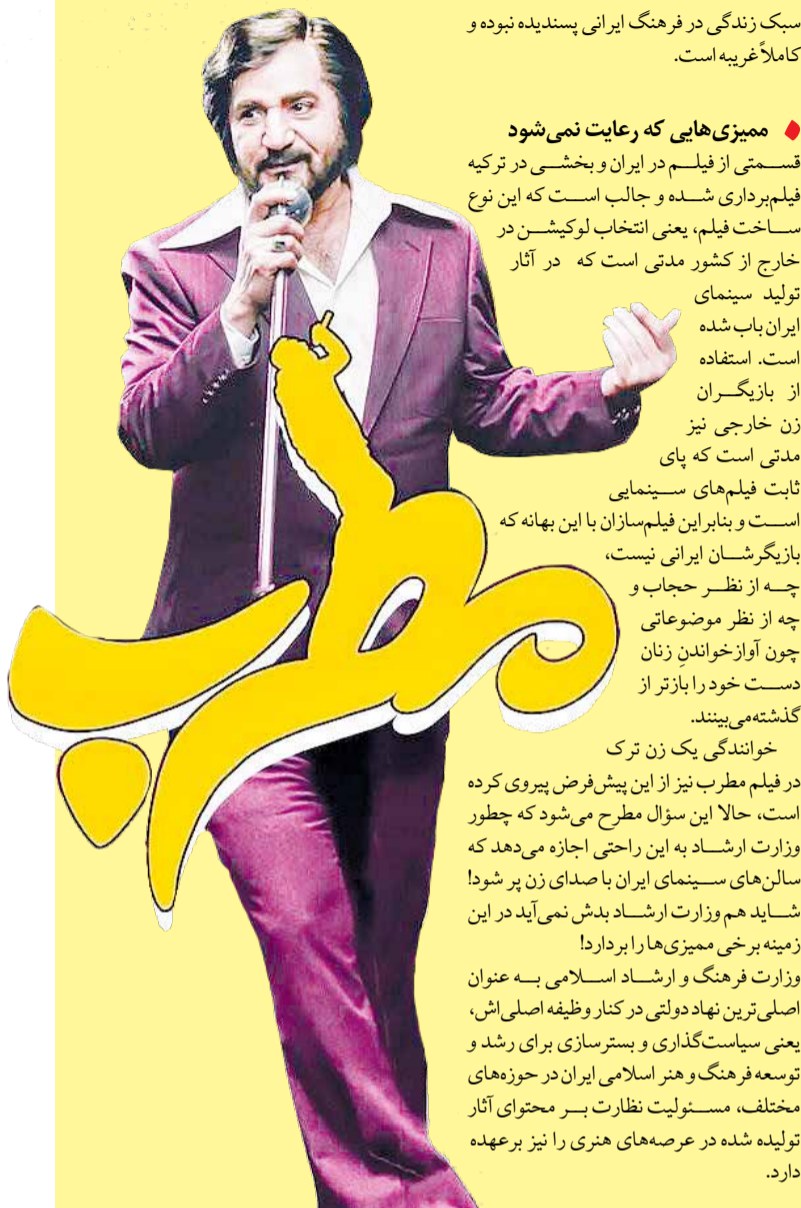 سبک زندگی در فرهنگ ایرانی پسندیده نبوده و
کاملاً غریبه است.
ممیزی‌هایی که رعایت نمی‌شود
قسمتی از فیلم در ایران و بخشی در ترکیه
فیلم‌برداری شده و جالب است که این نوع
ساخت فیلم، یعنی انتخاب لوکیشن در
خارج از کشور مدتی است که در آثار
تولید سینمای
ایران باب شده
است. استفاده
از بازیگران
زن خارجی نیز
مدتی است که پای
ثابت فیلم‌های سینمایی
است و بنابراین فیلم‌سازان با این بهانه که
بازیگرشان ایرانی نیست،
چه از نظر حجاب و
چه از نظر موضوعاتی
چون آوازخواندنِ زنان
دست خود را بازتر از
گذشته می‌بینند.
خوانندگی یک زن ترک
در فیلم مطرب نیز از این پیش‌فرض پیروی کرده
است، حالا این سؤال مطرح می‌شود که چطور
وزارت ارشاد به این راحتی اجازه می‌دهد که
سالن‌های سینمای ایران با صدای زن پر شود!
شاید هم وزارت ارشاد بدش نمی‌آید در این
زمینه برخی ممیزی‌ها را بردارد!
وزارت فرهنگ و ارشاد اسلامی به عنوان
اصلی‌ترین نهاد دولتی در کنار وظیفه اصلی‌اش،
یعنی سیاست‌گذاری و بسترسازی برای رشد و
توسعه فرهنگ و هنر اسلامی ایران در حوزه‌های
مختلف، مسئولیت نظارت بر محتوای آثار
تولیده شده در عرصه‌های هنری را نیز برعهده
دارد.
مطرب